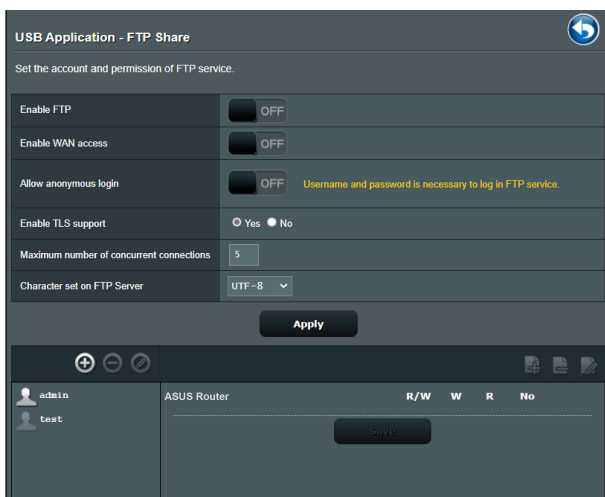 USB Application - FTP Share
Set the account and permission of FTP service.
Enable FTP OFF
Enable WAN access OFF
Allow anonymous login OFF Username and password is necessary to log in FTP service.
Enable TLS support Yes No
Maximum number of concurrent connections 5
Character set on FTP Server UTF-8
Apply
admin ASUS Router R/W W R No
test
Save